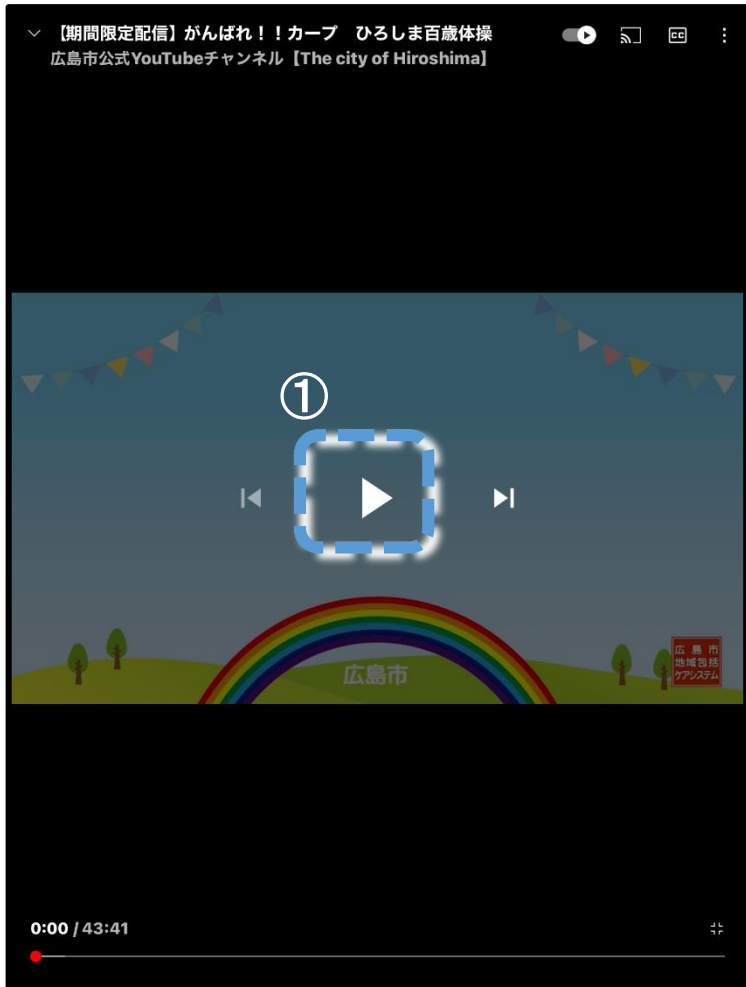 【期間限定配信】がんばれ！！カープ　ひろしま百歳体操
広島市公式YouTubeチャンネル【The city of Hiroshima】
CC
①
広島市
広島市
地域包括
ケアシステム
0:00 / 43:41